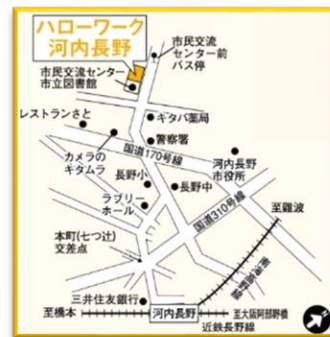 ハローワーク
河内長野
市民交流
センター前
バス停
市民交流センター
市立図書館
キタバ薬局
レストランさと
警察署
国道170号線
カメラの
キタムラ
河内長野
市役所
長野小
長野中
至難波
ラブリー
ホール
国道310号線
本町(七つ辻)
交差点
南海高野線
三井住友銀行
河内長野
至橋本
至大阪阿部野橋
近鉄長野線